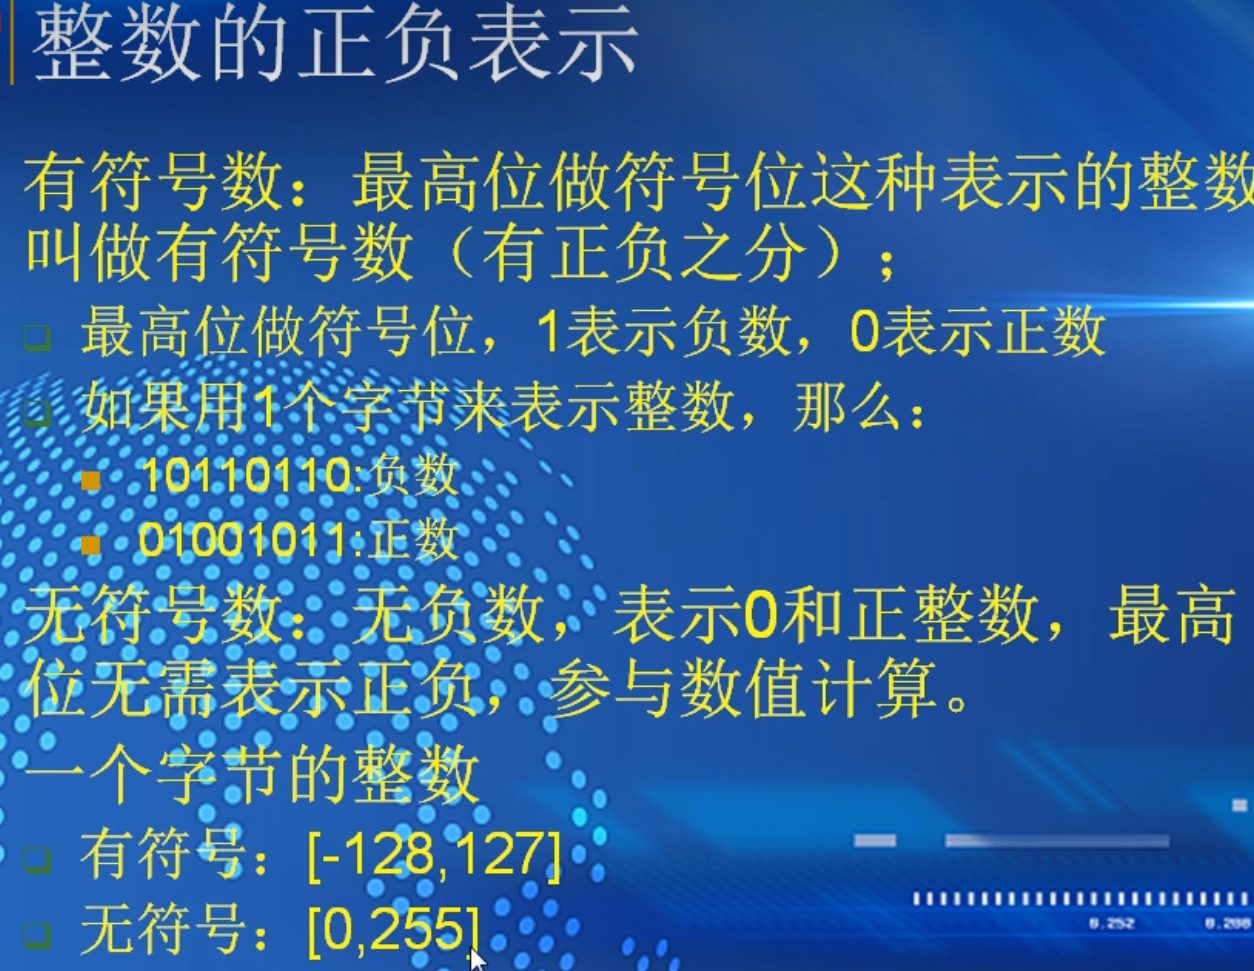 整数的正负表示
有符号数：最高位做符号位这种表示的整数
叫做有符号数（有正负之分）；
最高位做符号位，1表示负数，0表示正数
如果用1个字节来表示整数，那么：
10110110:负数
01001011:正数
无符号数：无负数，表示0和正整数，最高
位无需表示正负，参与数值计算。
一个字节的整数
有符号：[-128,127]
无符号：[0,255]
8.252 8.288